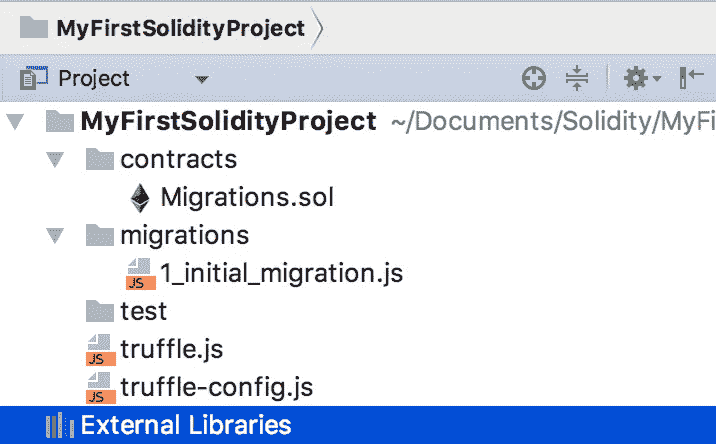 MyFirstSolidityProject
Project
MyFirstSolidityProject ~/Documents/Solidity/MyFi
contracts
Migrations.sol
migrations
JS 1_initial_migration.js
test
JS truffle.js
JS truffle-config.js
External Libraries